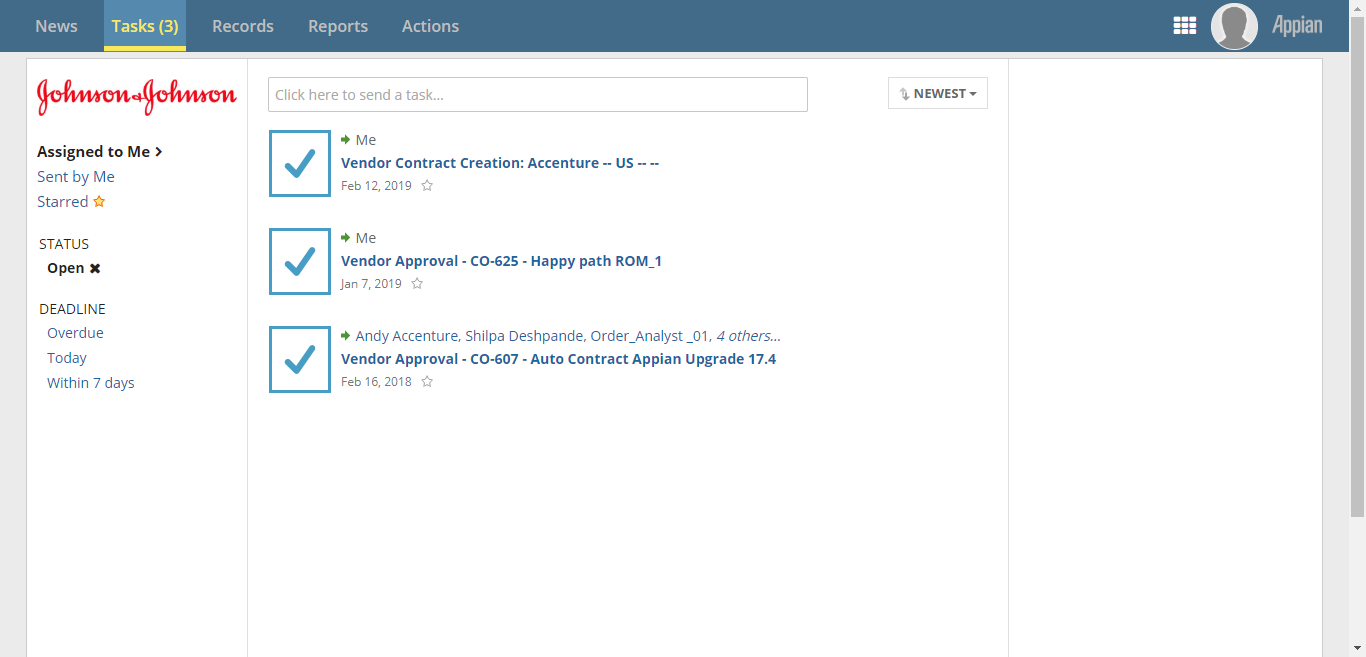 News Tasks (3) Records Reports Actions Appian
Johnson & Johnson
Assigned to Me
Sent by Me
Starred
STATUS
Open
DEADLINE
Overdue
Today
Within 7 days
Click here to send a task... NEWEST
Me
Vendor Contract Creation: Accenture -- US -- --
Feb 12, 2019
Me
Vendor Approval - CO-625 - Happy path ROM_1
Jan 7, 2019
Andy Accenture, Shilpa Deshpande, Order_Analyst _01, 4 others...
Vendor Approval - CO-607 - Auto Contract Appian Upgrade 17.4
Feb 16, 2018